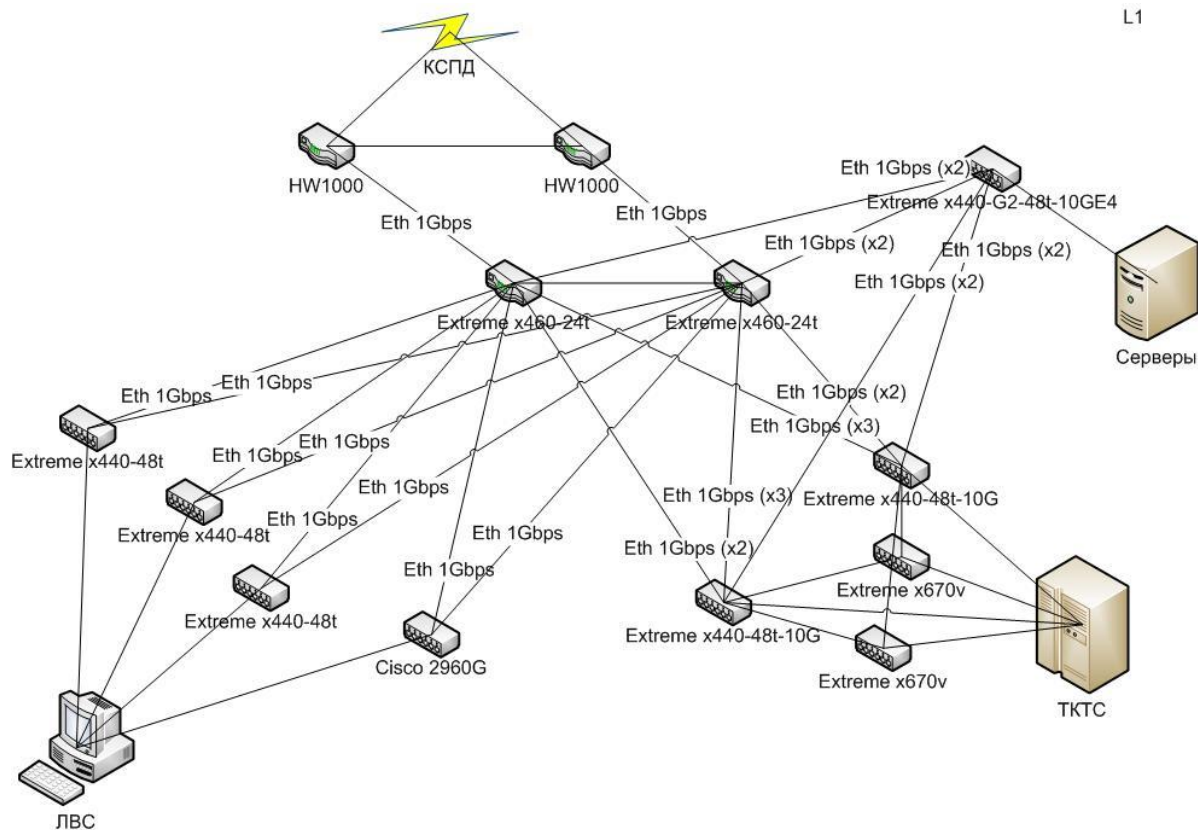 L1
КСПД
HW1000
HW1000
Eth 1Gbps (x2)
Extreme x440-G2-48t-10GE4
Eth 1Gbps
Eth 1Gbps
Eth 1Gbps (x2)
Eth 1Gbps (x2)
Eth 1Gbps (x2)
Extreme x460-24t
Extreme x460-24t
Серверы
Eth 1Gbps
Eth 1Gbps
Eth 1Gbps (x2)
Eth 1Gbps (x3)
Extreme x440-48t
Eth 1Gbps
Eth 1Gbps
Eth 1Gbps
Extreme x440-48t-10G
Eth 1Gbps (x3)
Extreme x440-48t
Eth 1Gbps
Eth 1Gbps
Eth 1Gbps (x2)
Eth 1Gbps
Extreme x670v
Extreme x440-48t
Extreme x440-48t-10G
Cisco 2960G
Extreme x670v
ТКТС
ЛВС